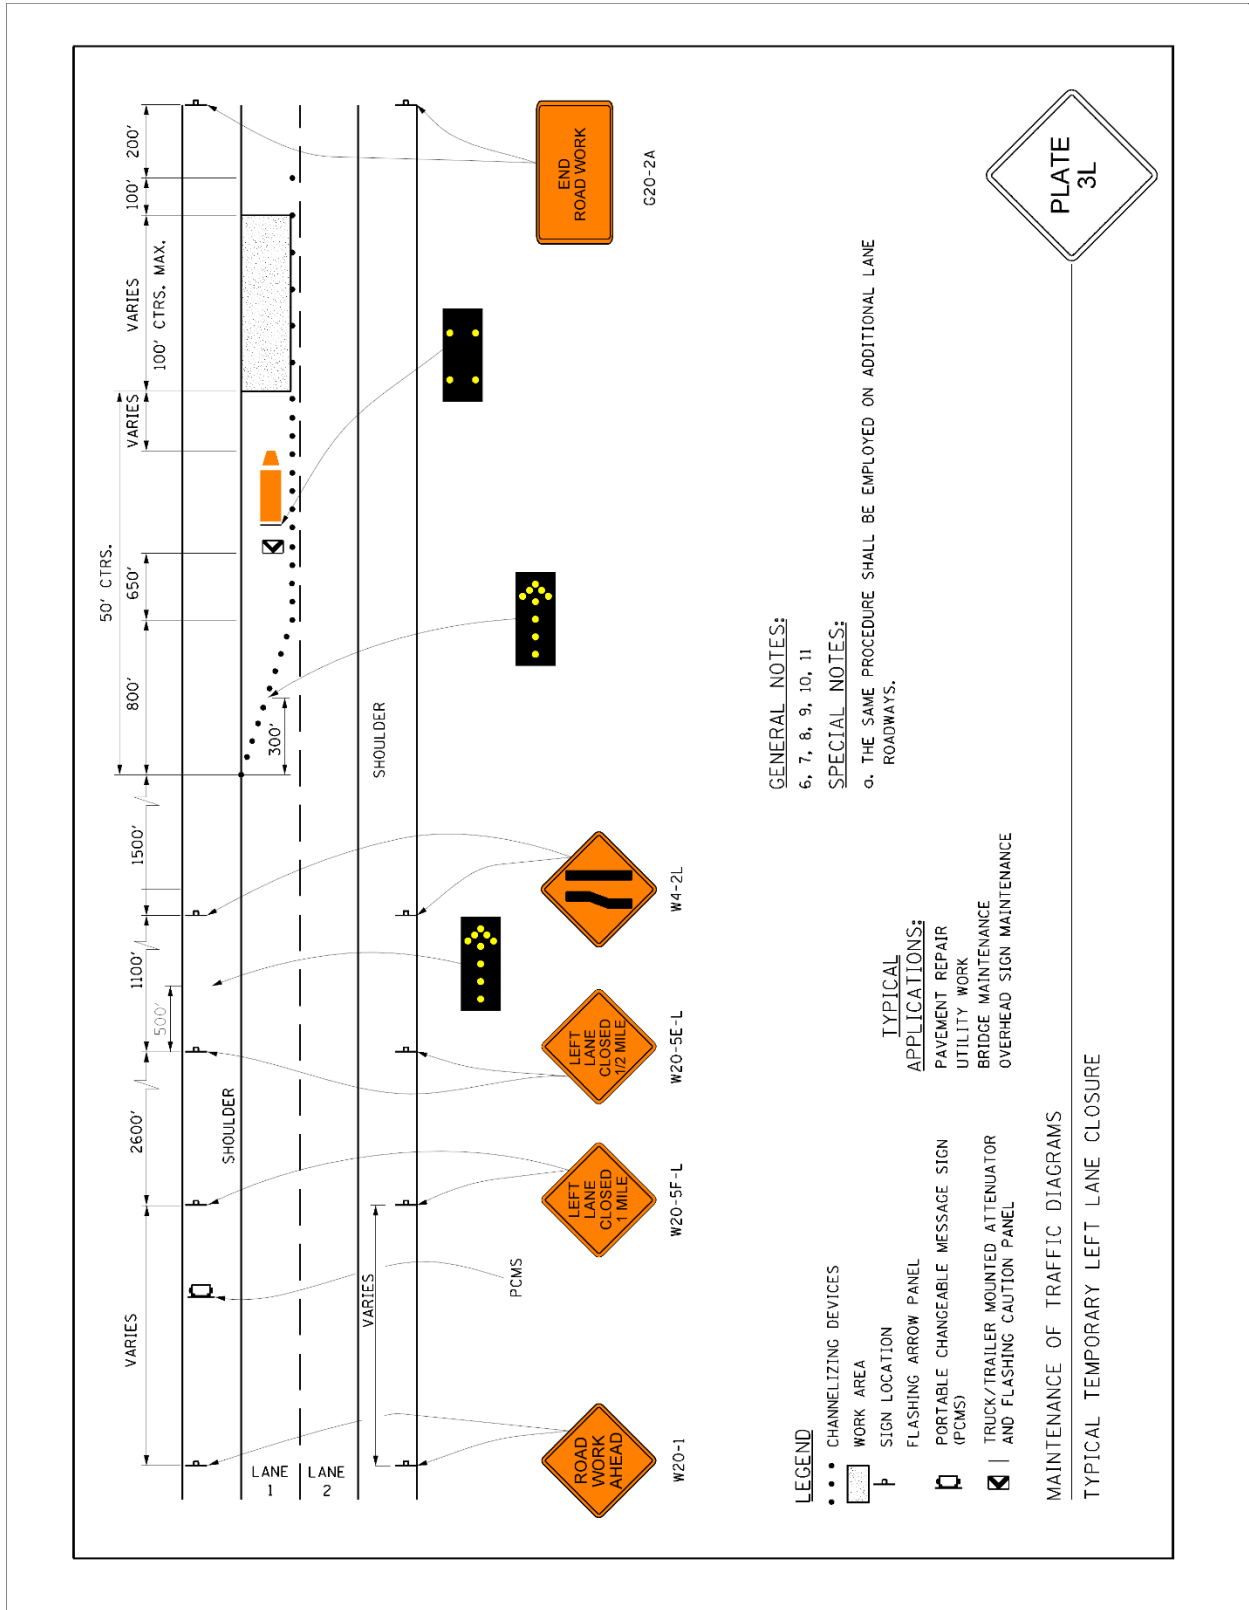 VARIES
2600'
1100'
1500'
800'
650'
VARIES
VARIES
100'
200'
50' CTRS.
100' CTRS. MAX.
500'
300'
SHOULDER
LANE
1
LANE
2
VARIES
SHOULDER
PCMS
ROAD
WORK
AHEAD
W20-1
LEFT
LANE
CLOSED
1 MILE
W20-5F-L
LEFT
LANE
CLOSED
1/2 MILE
W20-5E-L
W4-2L
END
ROAD WORK
G20-2A
LEGEND
CHANNELIZING DEVICES
WORK AREA
SIGN LOCATION
FLASHING ARROW PANEL
PORTABLE CHANGEABLE MESSAGE SIGN
(PCMS)
TRUCK/TRAILER MOUNTED ATTENUATOR
AND FLASHING CAUTION PANEL
TYPICAL
APPLICATIONS:
PAVEMENT REPAIR
UTILITY WORK
BRIDGE MAINTENANCE
OVERHEAD SIGN MAINTENANCE
GENERAL NOTES:
6, 7, 8, 9, 10, 11
SPECIAL NOTES:
a. THE SAME PROCEDURE SHALL BE EMPLOYED ON ADDITIONAL LANE
ROADWAYS.
MAINTENANCE OF TRAFFIC DIAGRAMS
TYPICAL TEMPORARY LEFT LANE CLOSURE
PLATE
3L